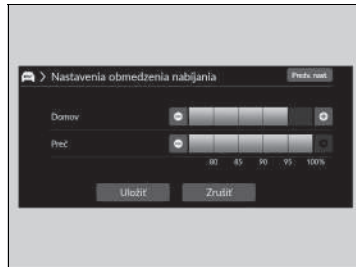 > Nastavenia obmedzenia nabíjania
Predv. nast.
Domov
Preč
80 85 90 95 100%
Uložiť Zrušiť